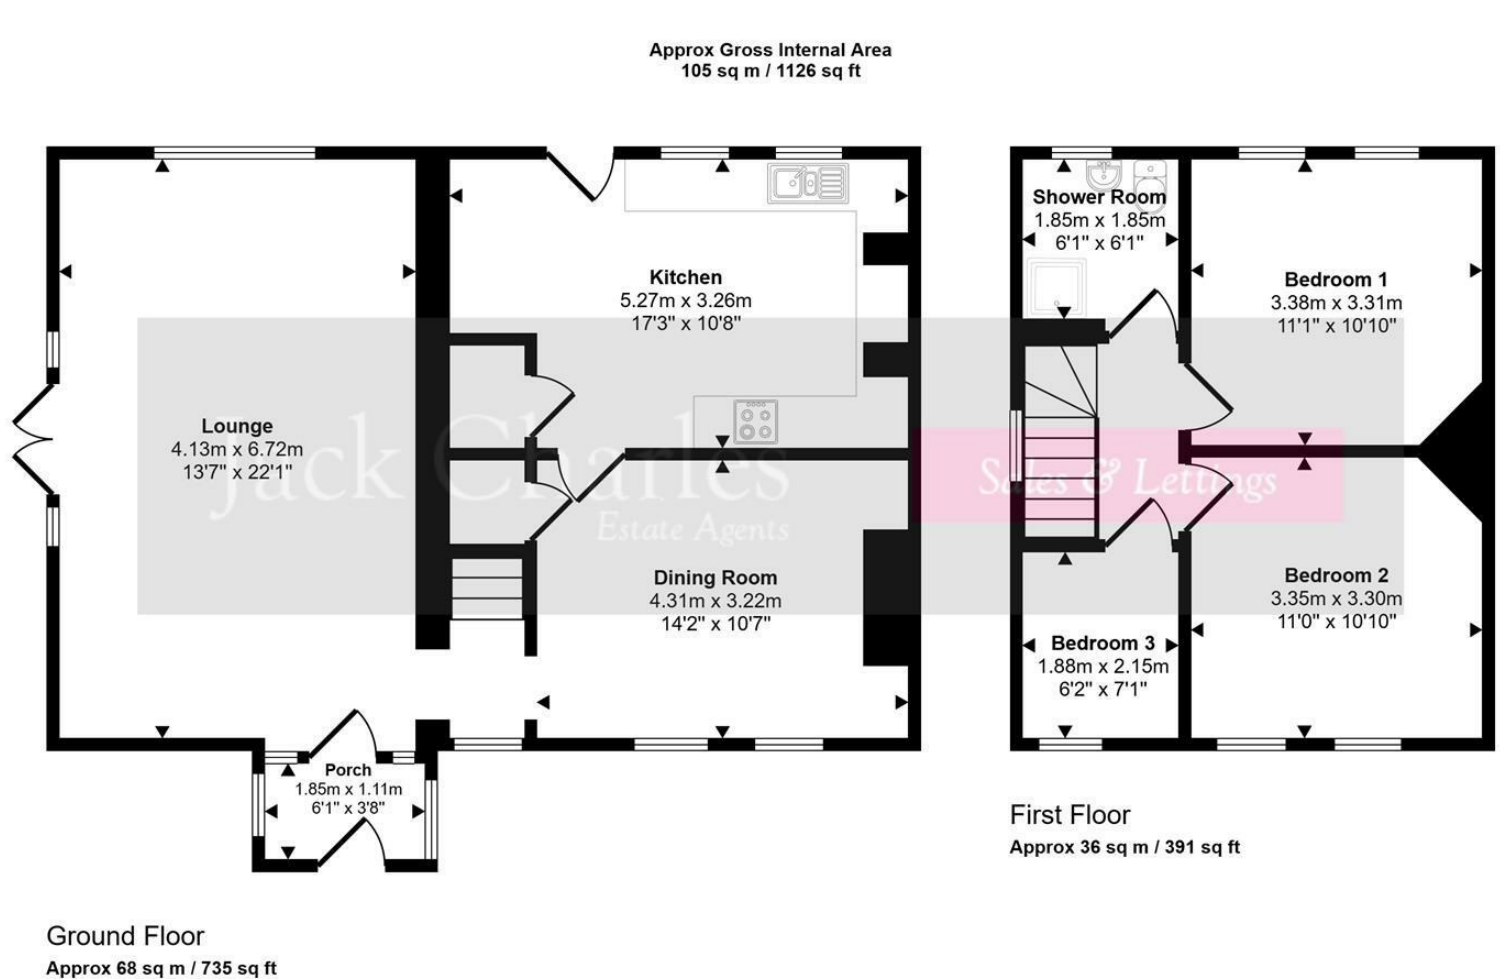 Approx Gross Internal Area
105 sq m / 1126 sq ft
Kitchen
5.27m x 3.26m
17'3" x 10'8"
Lounge
4.13m x 6.72m
13'7" x 22'1"
Dining Room
4.31m x 3.22m
14'2" x 10'7"
Porch
1.85m x 1.11m
6'1" x 3'8"
Shower Room
1.85m x 1.85m
6'1" x 6'1"
Bedroom 1
3.38m x 3.31m
11'1" x 10'10"
Bedroom 2
3.35m x 3.30m
11'0" x 10'10"
Bedroom 3
1.88m x 2.15m
6'2" x 7'1"
Jack Charles
Estate Agents
Sales & Lettings
First Floor
Approx 36 sq m / 391 sq ft
Ground Floor
Approx 68 sq m / 735 sq ft